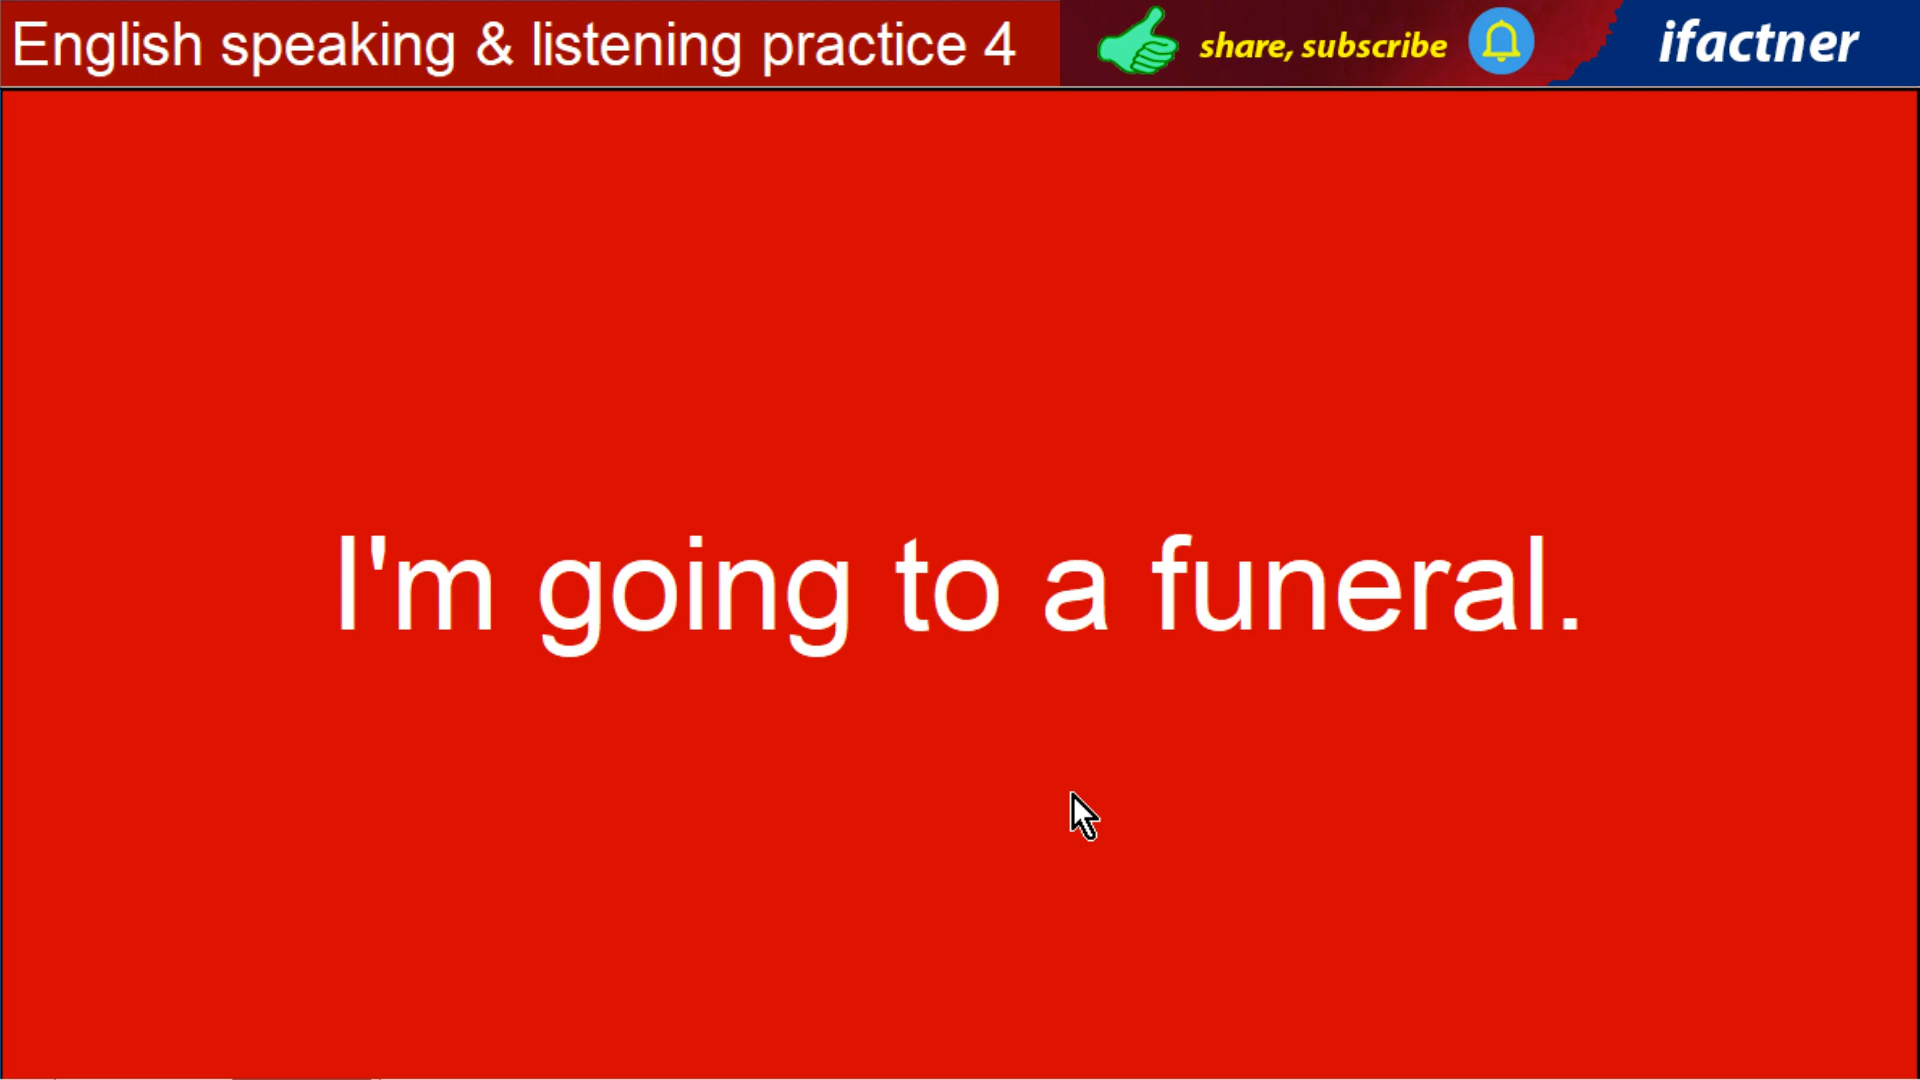 English speaking & listening practice 4
share, subscribe
ifactner
I'm going to a funeral.